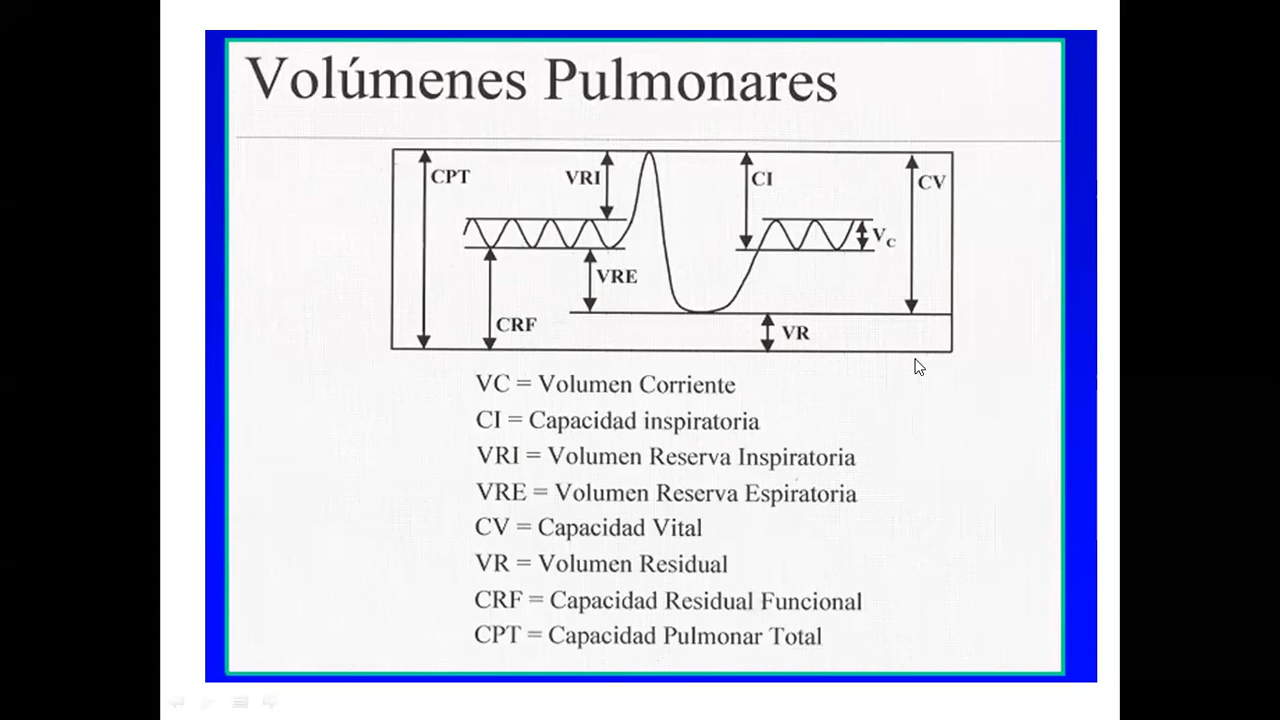 Volúmenes Pulmonares
CPT
VRI
CI
CV
VC
VRE
CRF
VR
VC = Volumen Corriente
CI = Capacidad inspiratoria
VRI = Volumen Reserva Inspiratoria
VRE = Volumen Reserva Espiratoria
CV = Capacidad Vital
VR = Volumen Residual
CRF = Capacidad Residual Funcional
CPT = Capacidad Pulmonar Total